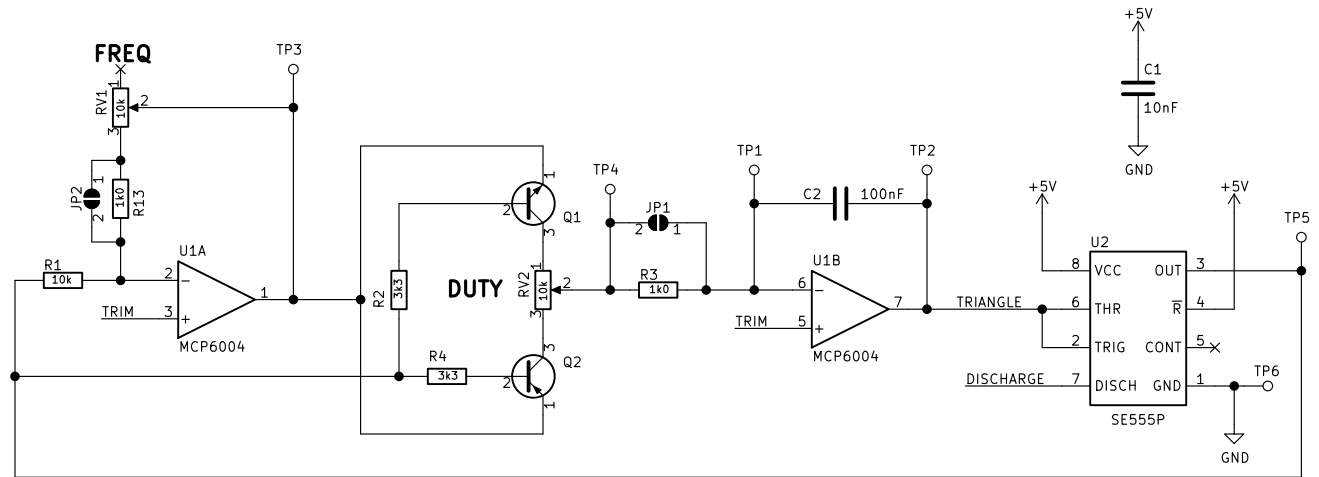 +5V
FREQ
TP3
C1
10nF
GND
RV1
10k
1
2
3
JP2
1
2
1k0
R13
TP4
TP1
TP2
JP1
2
1
C2
100nF
1
2
Q1
3
+5V
+5V
TP5
U1A
R1
10k
2
−
3
+
1
TRIM
MCP6004
R2
3k3
DUTY
RV2
10k
1
2
3
R3
1k0
U1B
6
−
5
+
7
TRIM
MCP6004
TRIANGLE
U2
8
VCC
OUT
3
6
THR
R
4
2
TRIG
CONT
5
DISCHARGE
7
DISCH
GND
1
TP6
SE555P
GND
R4
3k3
3
2
Q2
1